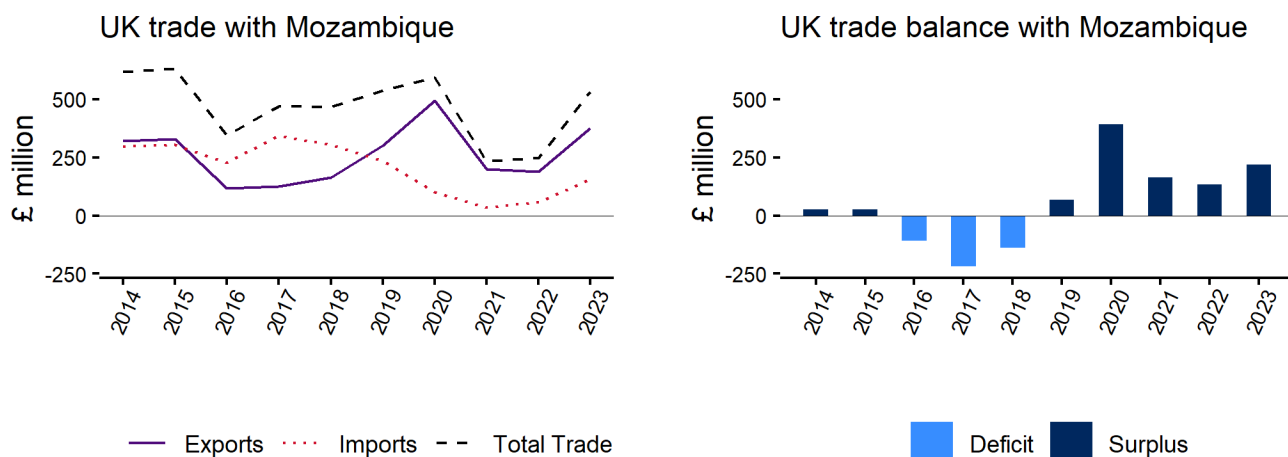 UK trade with Mozambique
£ million
500
250
0
-250
2014 2015 2016 2017 2018 2019 2020 2021 2022 2023
Exports Imports Total Trade
UK trade balance with Mozambique
£ million
500
250
0
-250
2014 2015 2016 2017 2018 2019 2020 2021 2022 2023
Deficit Surplus